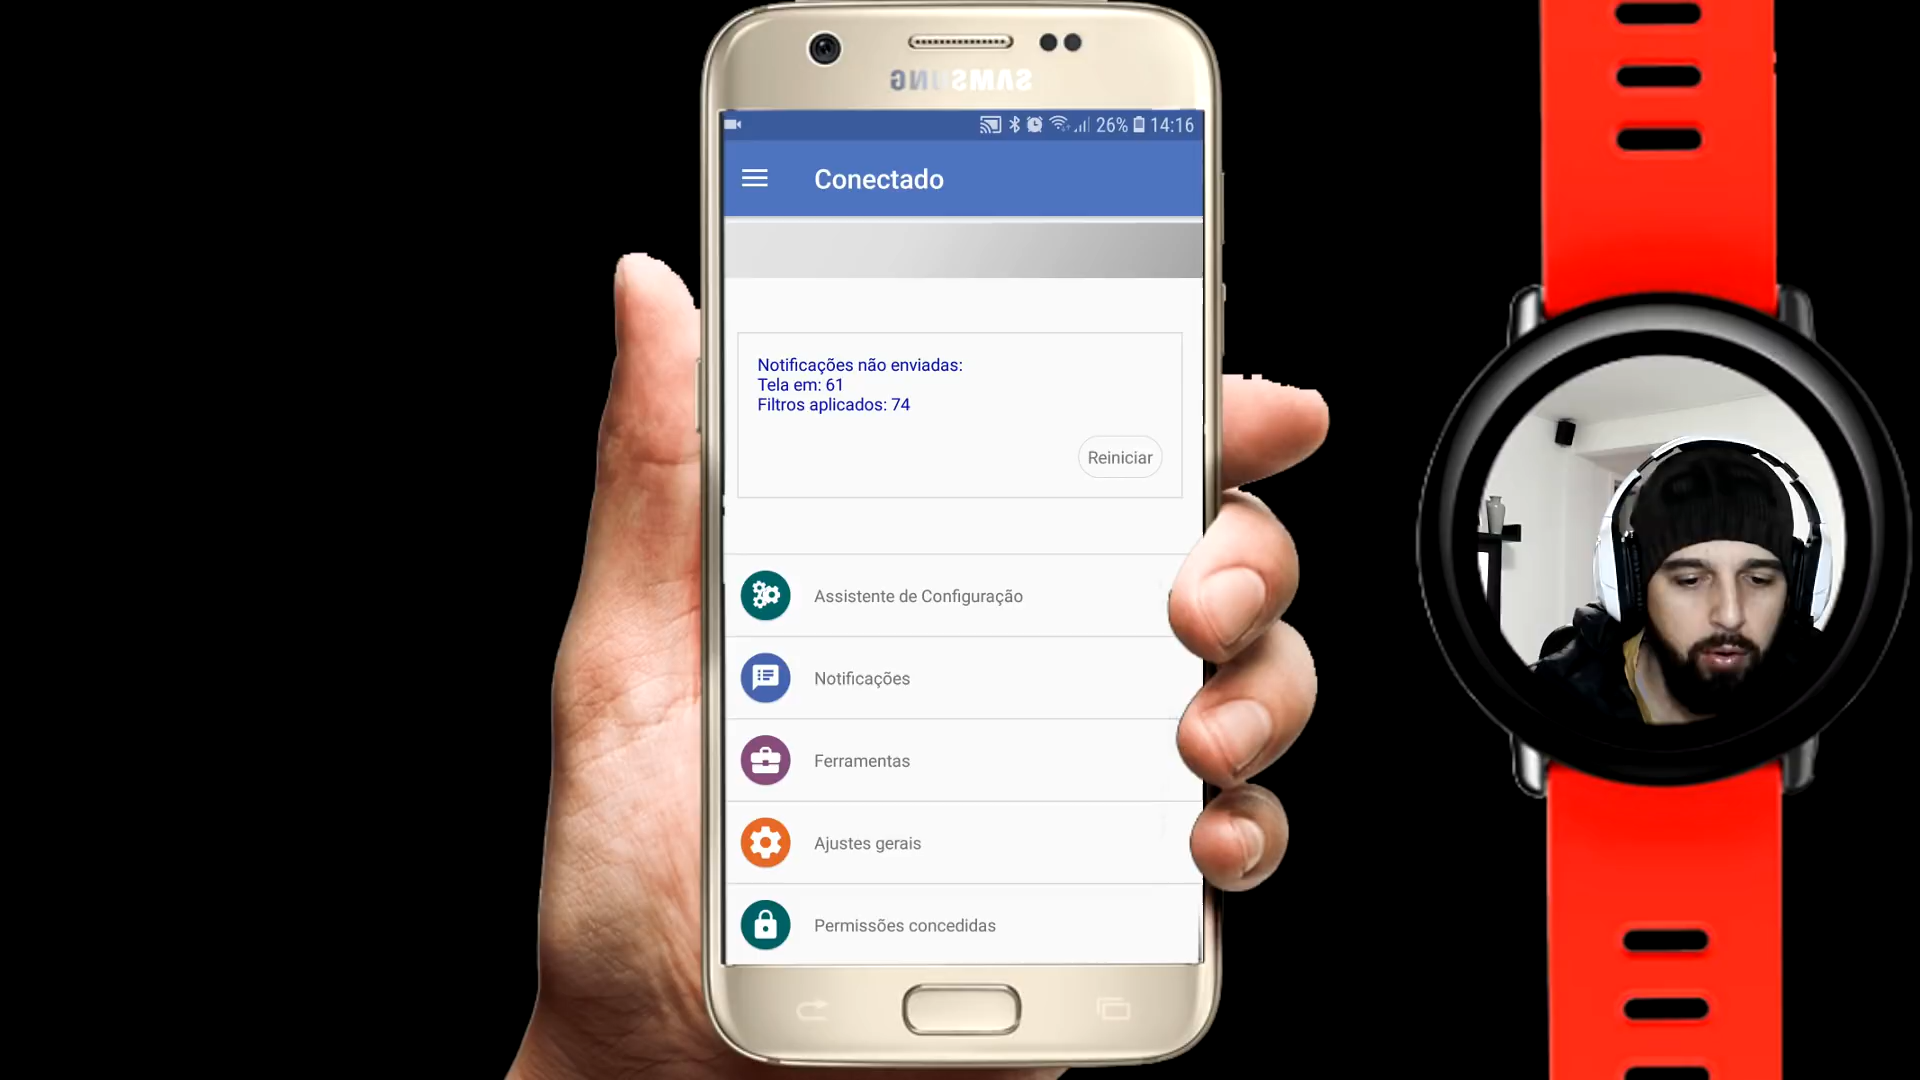 SAMSUNG
26% 14:16
Conectado
Notificações não enviadas:
Tela em: 61
Filtros aplicados: 74
Reiniciar
Assistente de Configuração
Notificações
Ferramentas
Ajustes gerais
Permissões concedidas